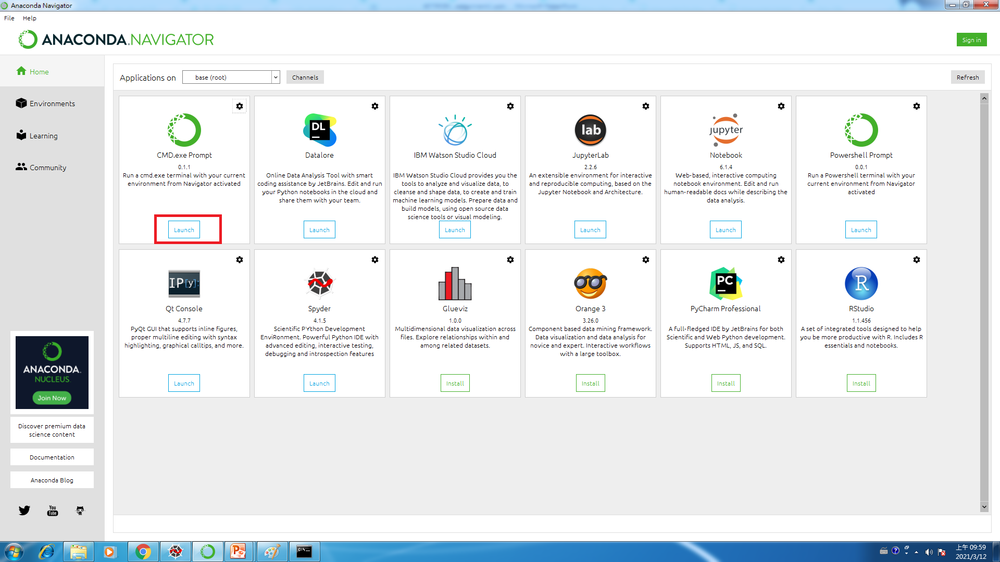 Anaconda Navigator
File Help
ANACONDA.NAVIGATOR
Sign in
Home
Environments
Learning
Community
Applications on base (root) Channels Refresh
CMD.exe Prompt
0.1.1
Run a cmd.exe terminal with your current
environment from Navigator activated
Launch
DL
Datalore
Online Data Analysis Tool with smart
coding assistance by JetBrains. Edit and run
your Python notebooks in the cloud and
share them with your team.
Launch
IBM Watson Studio Cloud
IBM Watson Studio Cloud provides you the
tools to analyze and visualize data, to
cleanse and shape data, to create and train
machine learning models. Prepare data and
build models, using open source data
science tools or visual modeling.
Launch
lab
JupyterLab
2.2.6
An extensible environment for interactive
and reproducible computing, based on the
Jupyter Notebook and Architecture.
Launch
jupyter
Notebook
6.1.4
Web-based, interactive computing
notebook environment. Edit and run
human-readable docs while describing the
data analysis.
Launch
Powershell Prompt
0.0.1
Run a Powershell terminal with your
current environment from Navigator
activated
Launch
IP[y]:
Qt Console
4.7.7
PyQt GUI that supports inline figures,
proper multiline editing with syntax
highlighting, graphical calltips, and more.
Launch
Spyder
4.1.5
Scientific PYthon Development
EnviRonment. Powerful Python IDE with
advanced editing, interactive testing,
debugging and introspection features
Launch
Glueviz
1.0.0
Multidimensional data visualization across
files. Explore relationships within and
among related datasets.
Install
Orange 3
3.26.0
Component based data mining framework.
Data visualization and data analysis for
novice and expert. Interactive workflows
with a large toolbox.
Install
PC
PyCharm Professional
A full-fledged IDE by JetBrains for both
Scientific and Web Python development.
Supports HTML, JS, and SQL.
Install
R
RStudio
1.1.456
A set of integrated tools designed to help
you be more productive with R. Includes R
essentials and notebooks.
Install
ANACONDA.
NUCLEUS
Join Now
Discover premium data
science content
Documentation
Anaconda Blog
You
Tube
上午 09:59
2021/3/12